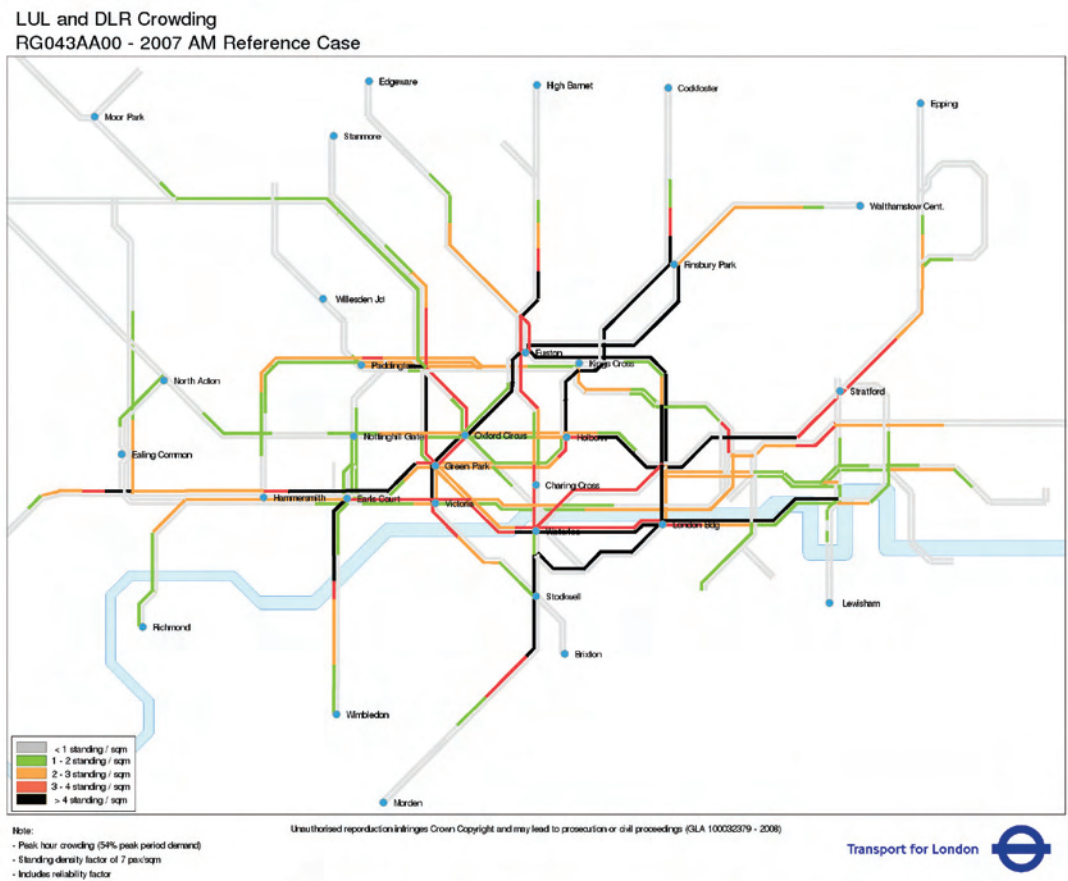 LUL and DLR Crowding
RG043AA00 - 2007 AM Reference Case
Edgeware
High Barnet
Cockfoster
Epping
Moor Park
Stanmore
Walthamstow Cent.
Finsbury Park
Willesden Jct
Euston
Kings Cross
Paddington
North Acton
Stratford
Nottinghill Gate
Oxford Circus
Holborn
Ealing Common
Green Park
Charing Cross
Hammersmith
Earls Court
Victoria
London Bdg
Waterloo
Stockwell
Lewisham
Richmond
Brixton
Wimbledon
Morden
< 1 standing / sqm
1 - 2 standing / sqm
2 - 3 standing / sqm
3 - 4 standing / sqm
> 4 standing / sqm
Note:
- Peak hour crowding (54% peak period demand)
- Standing density factor of 7 pax/sqm
- Includes reliability factor
Unauthorised reporduction infringes Crown Copyright and may lead to prosecution or civil proceedings (GLA 100032379 - 2008)
Transport for London